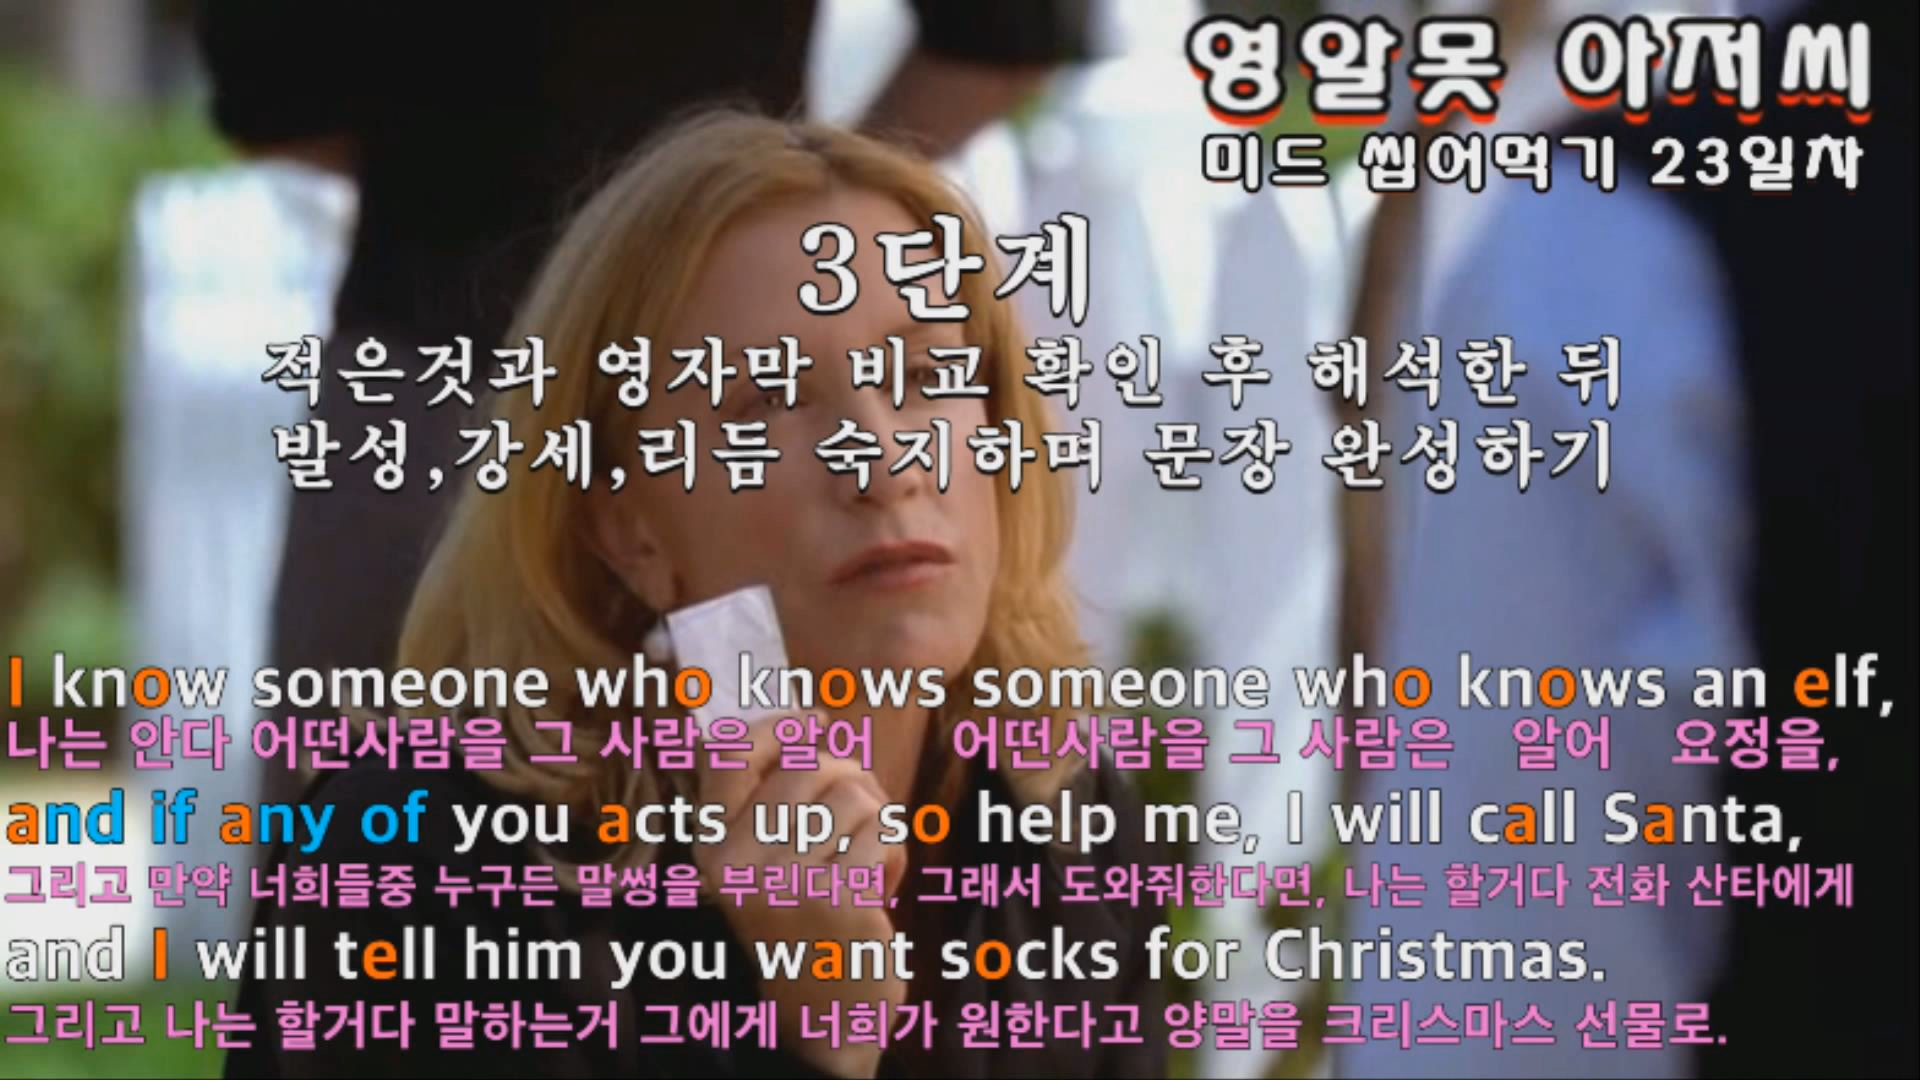 영알못 아저씨
미드 씹어먹기 23일차
3단계
적은것과 영자막 비교 확인 후 해석한 뒤
발성,강세,리듬 숙지하며 문장 완성하기
I know someone who knows someone who knows an elf,
나는 안다 어떤사람을 그 사람은 알어 어떤사람을 그 사람은 알어 요정을,
and if any of you acts up, so help me, I will call Santa,
그리고 만약 너희들중 누구든 말썽을 부린다면, 그래서 도와줘한다면, 나는 할거다 전화 산타에게
and I will tell him you want socks for Christmas.
그리고 나는 할거다 말하는거 그에게 너희가 원한다고 양말을 크리스마스 선물로.